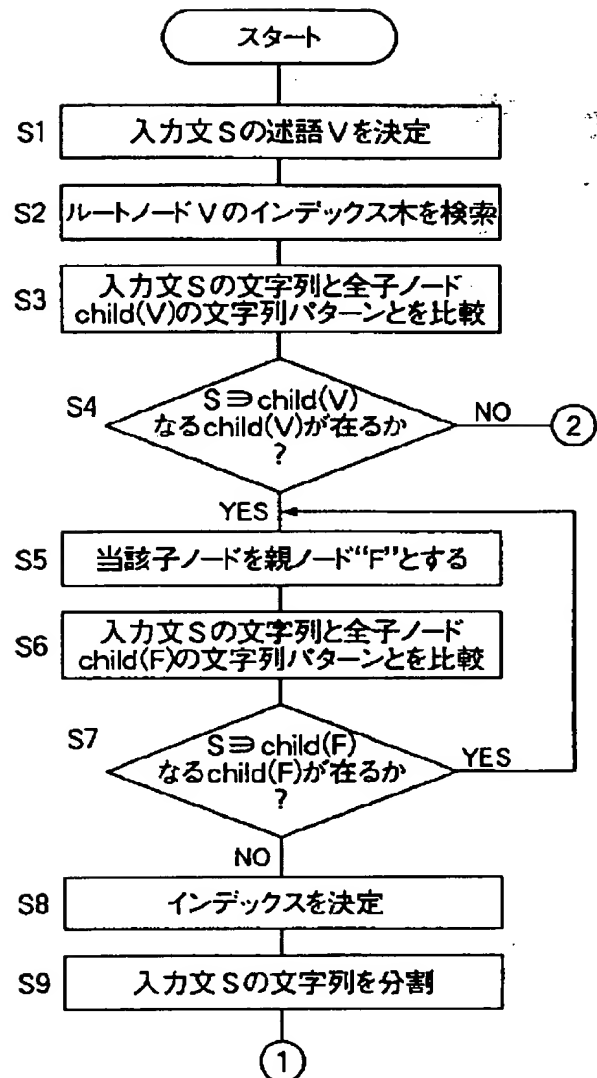 スタート
S1 入力文Sの述語Vを決定
S2 ルートノードVのインデックス木を検索
S3 入力文Sの文字列と全子ノード
child(V)の文字列パターンとを比較
S4 S∋child(V)
なるchild(V)が在るか
?
NO
2
YES
S5 当該子ノードを親ノード“F”とする
S6 入力文Sの文字列と全子ノード
child(F)の文字列パターンとを比較
S7 S∋child(F)
なるchild(F)が在るか
?
YES
NO
S8 インデックスを決定
S9 入力文Sの文字列を分割
1